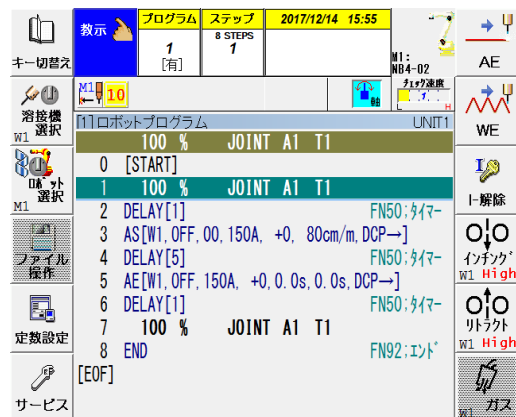 キー切替え
教示
プログラム
1
[有]
ステップ
8 STEPS
1
2017/12/14 15:55
M1:
NB4-02
AE
溶接機
選択
W1
M1
10
軸
チェック速度
L
H
WE
[1]ロボットプログラム UNIT1
100 % JOINT A1 T1
0 [START]
1 100 % JOINT A1 T1
2 DELAY[1] FN50;タイマー
3 AS[W1,OFF,00,150A, +0, 80cm/m,DCP→]
4 DELAY[5] FN50;タイマー
5 AE[W1,OFF,150A, +0,0.0s,0.0s,DCP→]
6 DELAY[1] FN50;タイマー
7 100 % JOINT A1 T1
8 END FN92;エンド
[EOF]
ロボット
選択
M1
ファイル
操作
定数設定
サービス
I
I-解除
インチング
W1 High
リトラクト
W1 High
ガス
W1